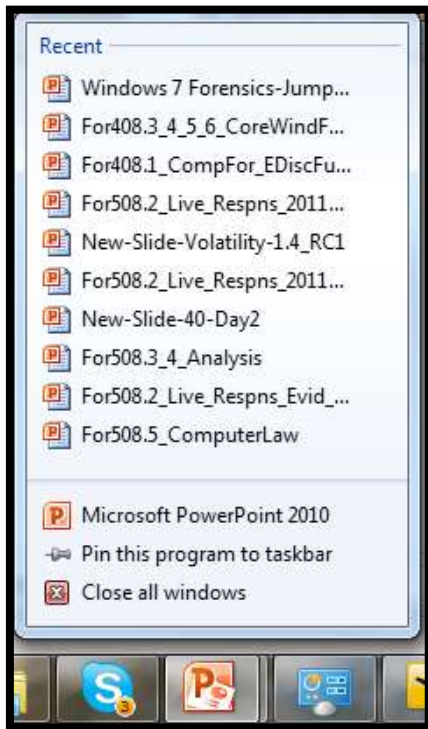 Recent
Windows 7 Forensics-Jump...
For408.3_4_5_6_CoreWindF...
For408.1_CompFor_EDiscFu...
For508.2_Live_Respns_2011...
New-Slide-Volatility-1.4_RC1
For508.2_Live_Respns_2011...
New-Slide-40-Day2
For508.3_4_Analysis
For508.2_Live_Respns_Evid_...
For508.5_ComputerLaw
Microsoft PowerPoint 2010
Pin this program to taskbar
Close all windows
S 3 P